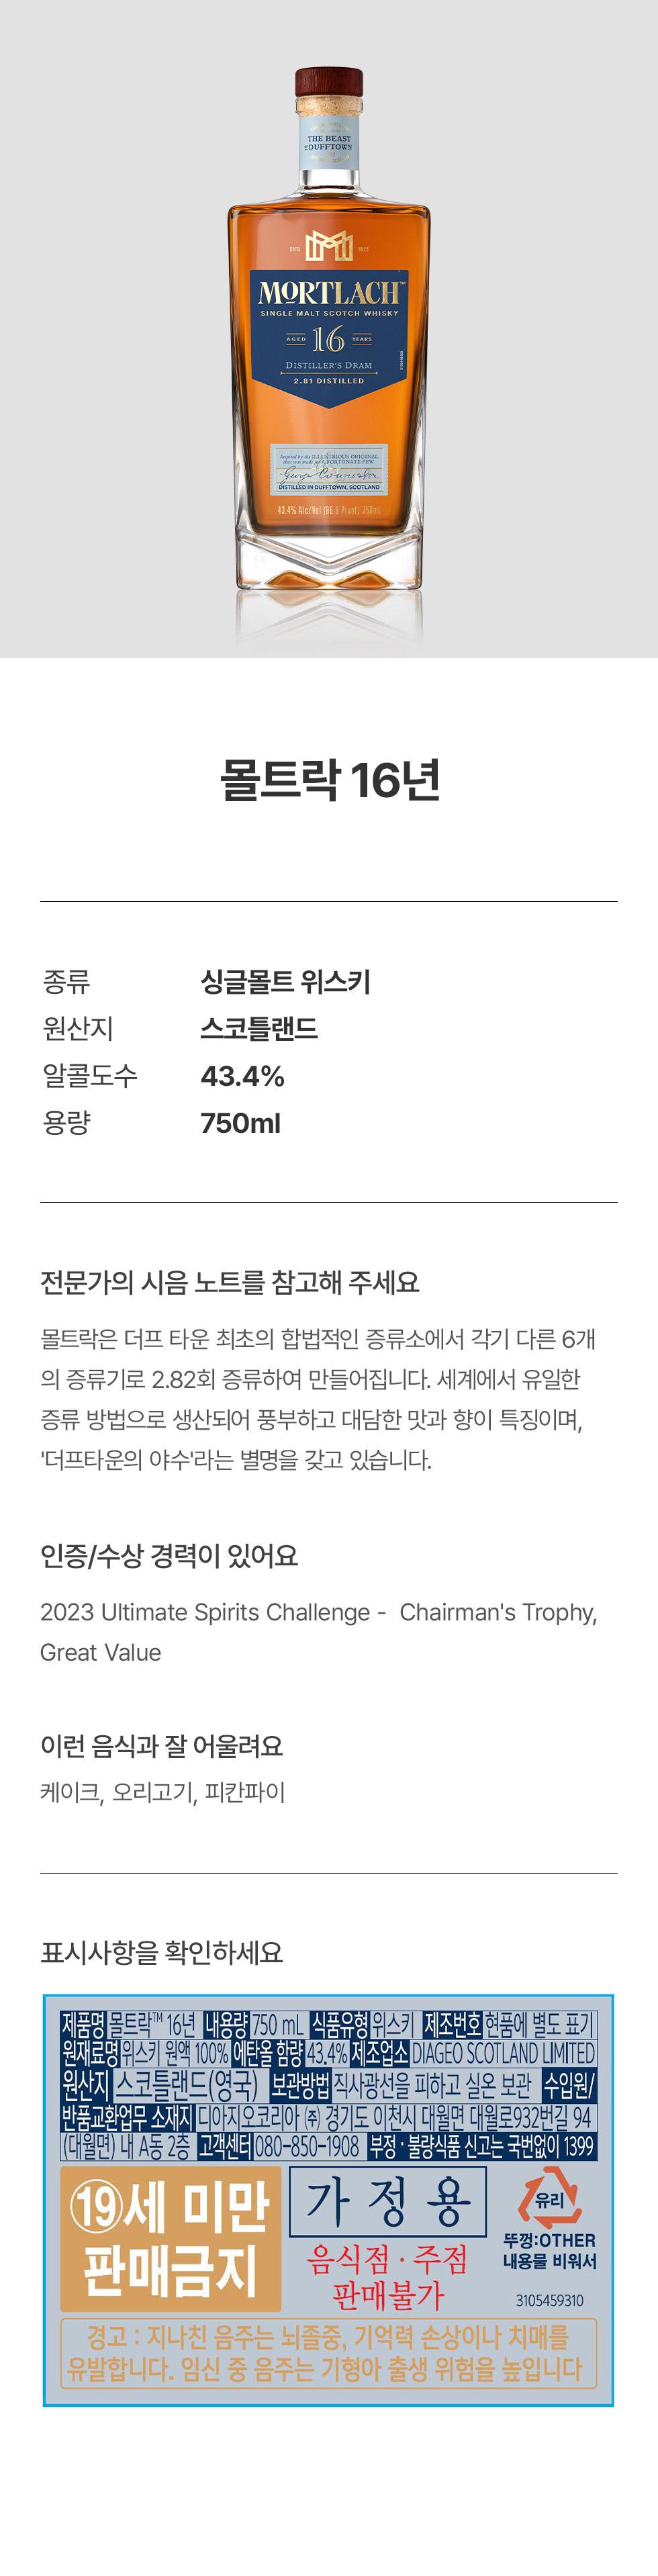 THE BEAST
OF DUFFTOWN
ESTD 1823
MORTLACH™
SINGLE MALT SCOTCH WHISKY
AGED 16 YEARS
DISTILLER'S DRAM
2.81 DISTILLED
Inspired by the ILLUSTRIOUS ORIGINAL
that was made for A FORTUNATE FEW.
DISTILLED IN DUFFTOWN, SCOTLAND
43.4% Alc/Vol (86.8 Proof) 750mL
몰트락 16년
종류 싱글몰트 위스키
원산지 스코틀랜드
알콜도수 43.4%
용량 750ml
전문가의 시음 노트를 참고해 주세요
몰트락은 더프 타운 최초의 합법적인 증류소에서 각기 다른 6개
의 증류기로 2.82회 증류하여 만들어집니다. 세계에서 유일한
증류 방법으로 생산되어 풍부하고 대담한 맛과 향이 특징이며,
'더프타운의 야수'라는 별명을 갖고 있습니다.
인증/수상 경력이 있어요
2023 Ultimate Spirits Challenge - Chairman's Trophy,
Great Value
이런 음식과 잘 어울려요
케이크, 오리고기, 피칸파이
표시사항을 확인하세요
제품명 몰트락™ 16년 내용량 750 mL 식품유형 위스키 제조번호 현품에 별도 표기
원재료명 위스키 원액 100% 에탄올 함량 43.4% 제조업소 DIAGEO SCOTLAND LIMITED
원산지 스코틀랜드(영국) 보관방법 직사광선을 피하고 실온 보관 수입원/
반품교환업무 소재지 디아지오코리아 ㈜ 경기도 이천시 대월면 대월로932번길 94
(대월면) 내 A동 2층 고객센터 080-850-1908 부정·불량식품 신고는 국번없이 1399
19세 미만
판매금지
가정용
음식점·주점
판매불가
유리
뚜껑:OTHER
내용물 비워서
3105459310
경고 : 지나친 음주는 뇌졸중, 기억력 손상이나 치매를
유발합니다. 임신 중 음주는 기형아 출생 위험을 높입니다